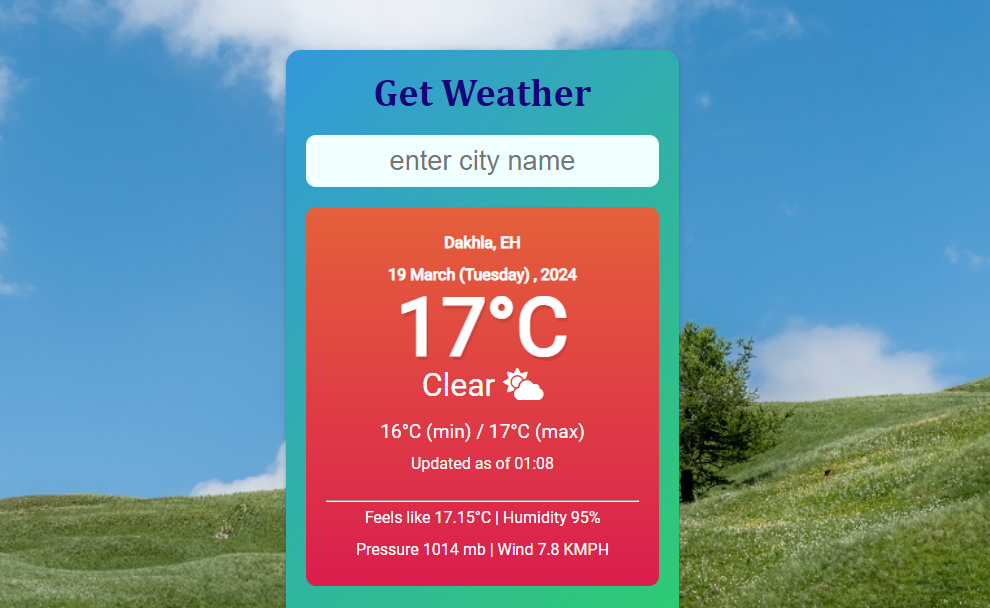 Get Weather
enter city name
Dakhla, EH
19 March (Tuesday) , 2024
17°C
Clear
16°C (min) / 17°C (max)
Updated as of 01:08
Feels like 17.15°C | Humidity 95%
Pressure 1014 mb | Wind 7.8 KMPH